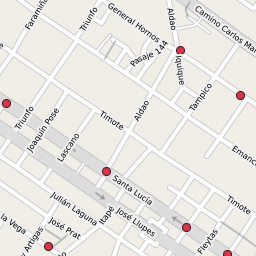 Faramiñ
Triunfo
General Hornos
Aldao
Camino Carlos Mar
Pasaje 144
Iquique
Tampico
Triunfo
Joaquín Pose
Lascano
Timote
Aldao
Emanc
Itapé
Santa Lucía
Timote
Julián Laguna
José Llupes
la Vega
José Prat
Artigas
Fleytas